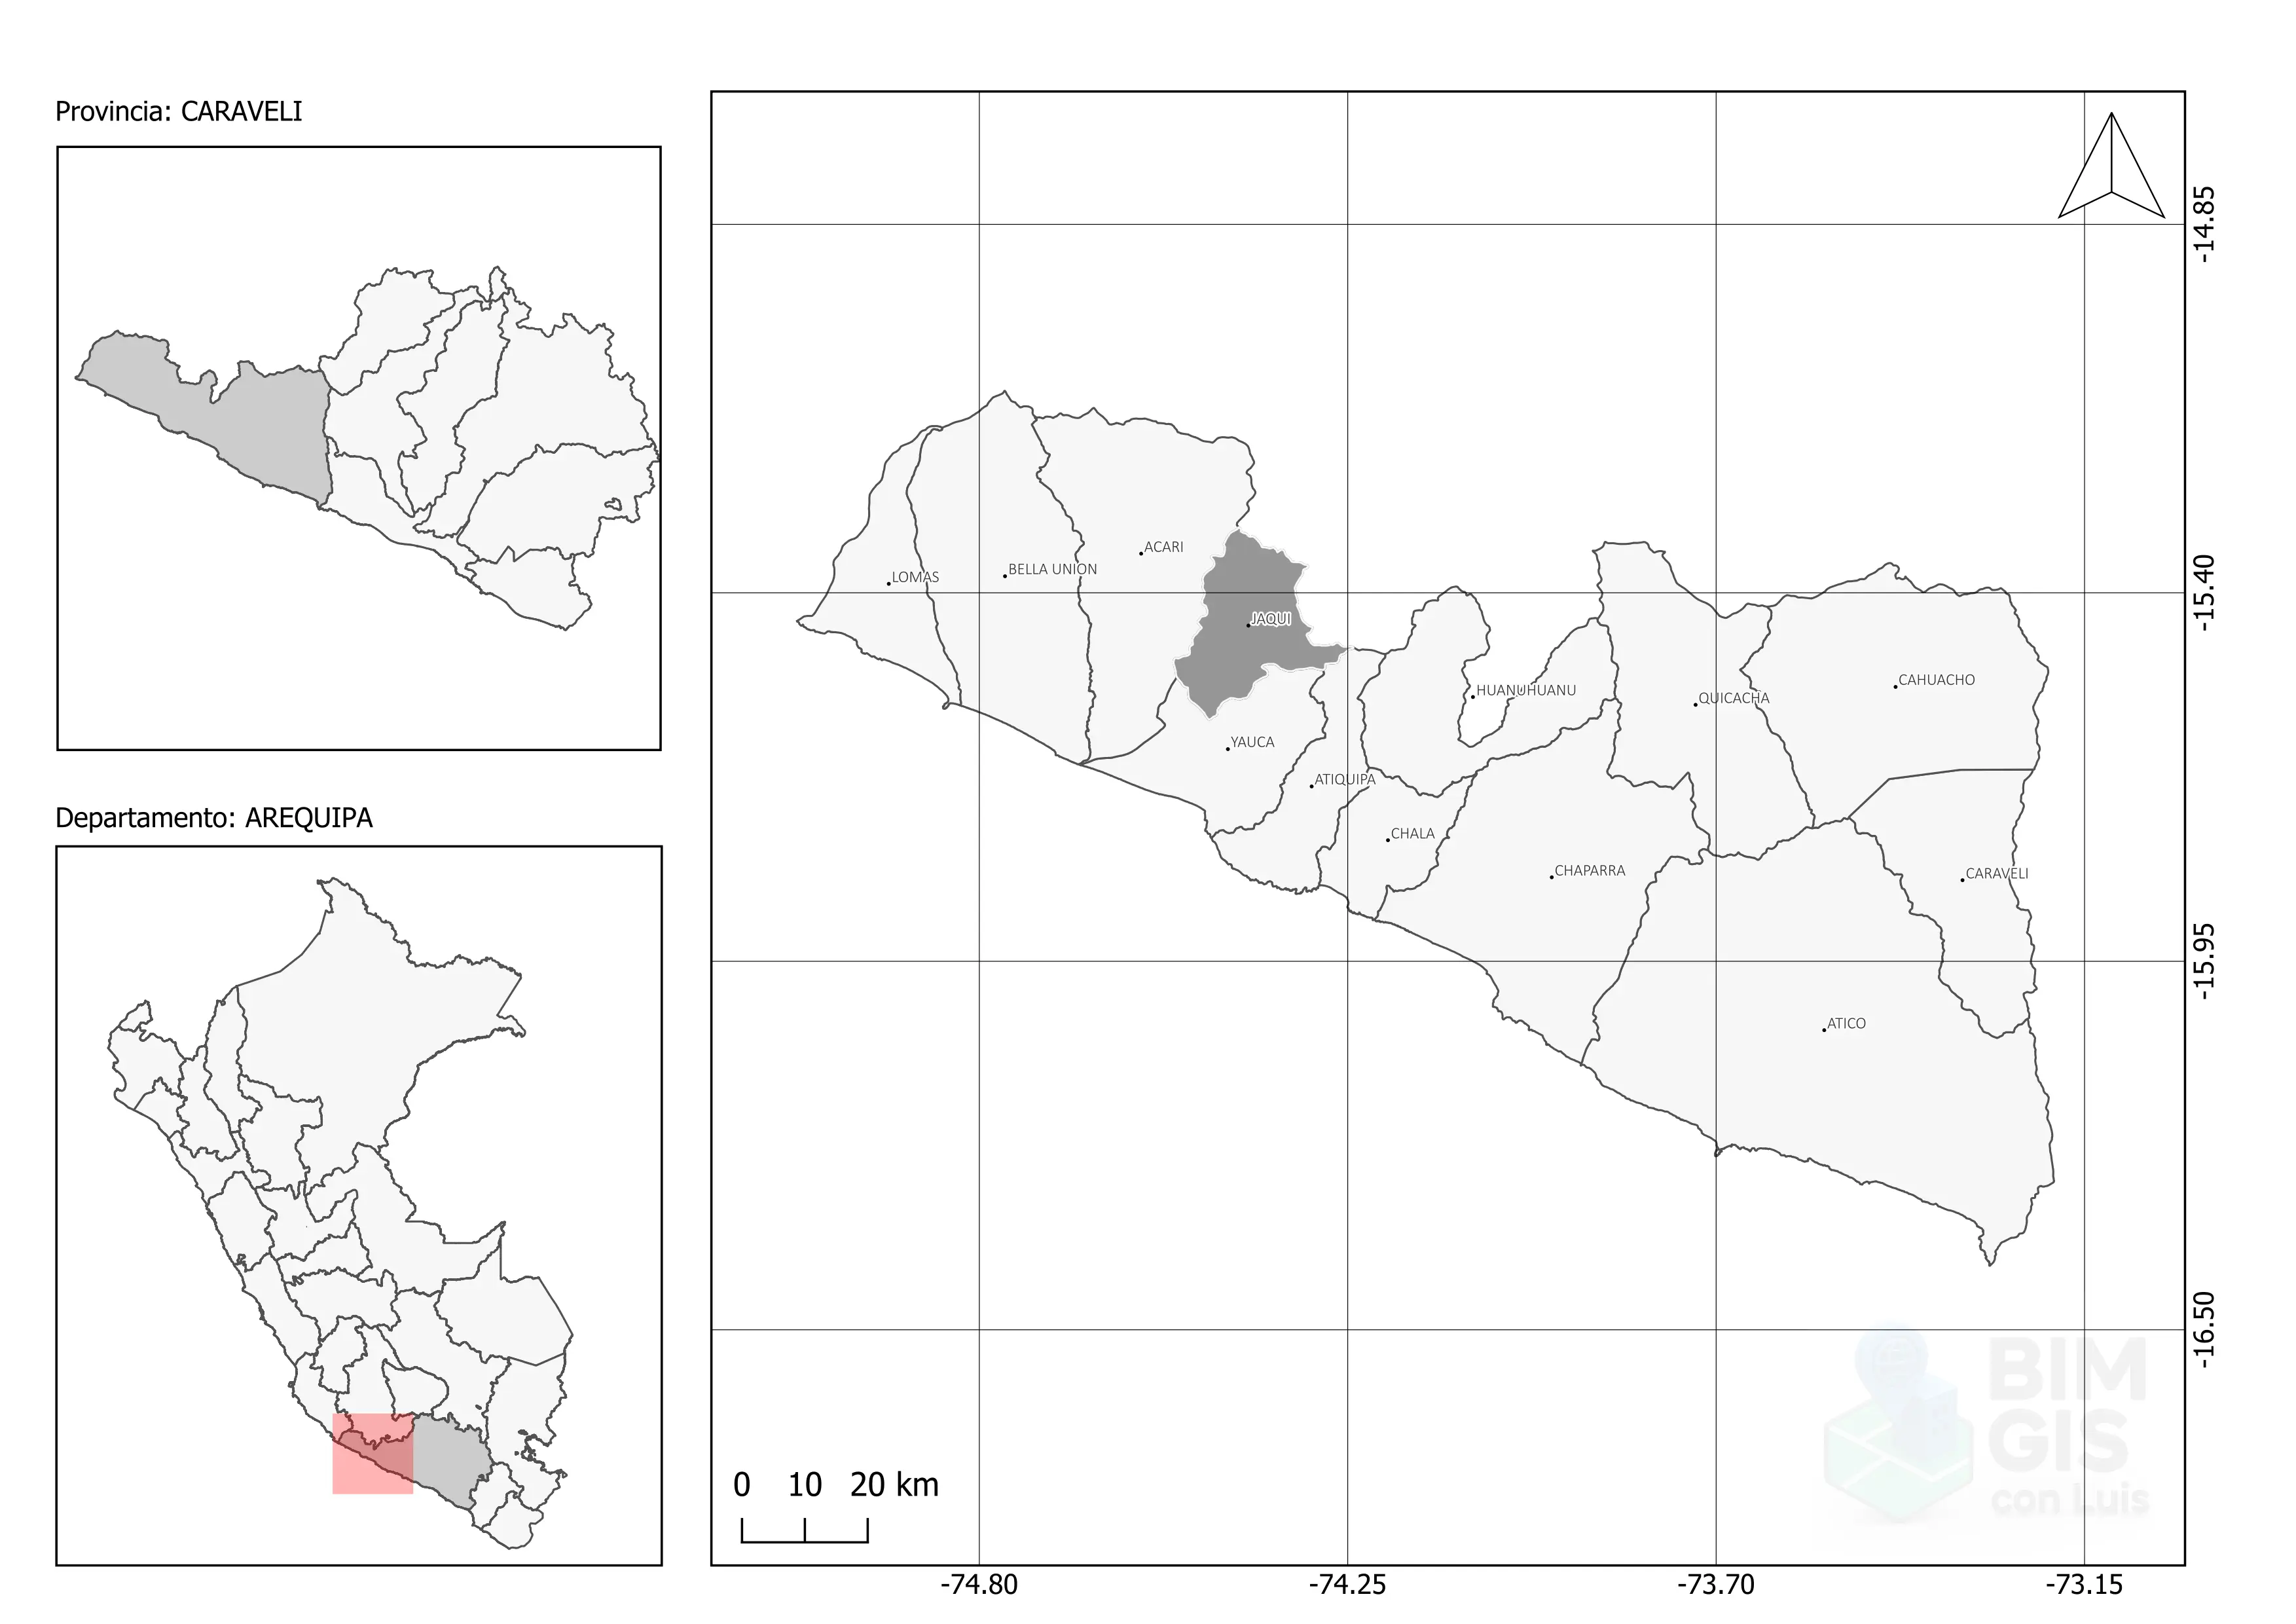 Provincia: CARAVELI
Departamento: AREQUIPA
-14.85
-15.40
-15.95
-16.50
ACARI
BELLA UNION
LOMAS
JAQUI
CAHUACHO
HUANUHUANU
QUICACHA
YAUCA
ATIQUIPA
CHALA
CHAPARRA
CARAVELI
ATICO
BIM
GIS
con Luis
0 10 20 km
-74.80 -74.25 -73.70 -73.15